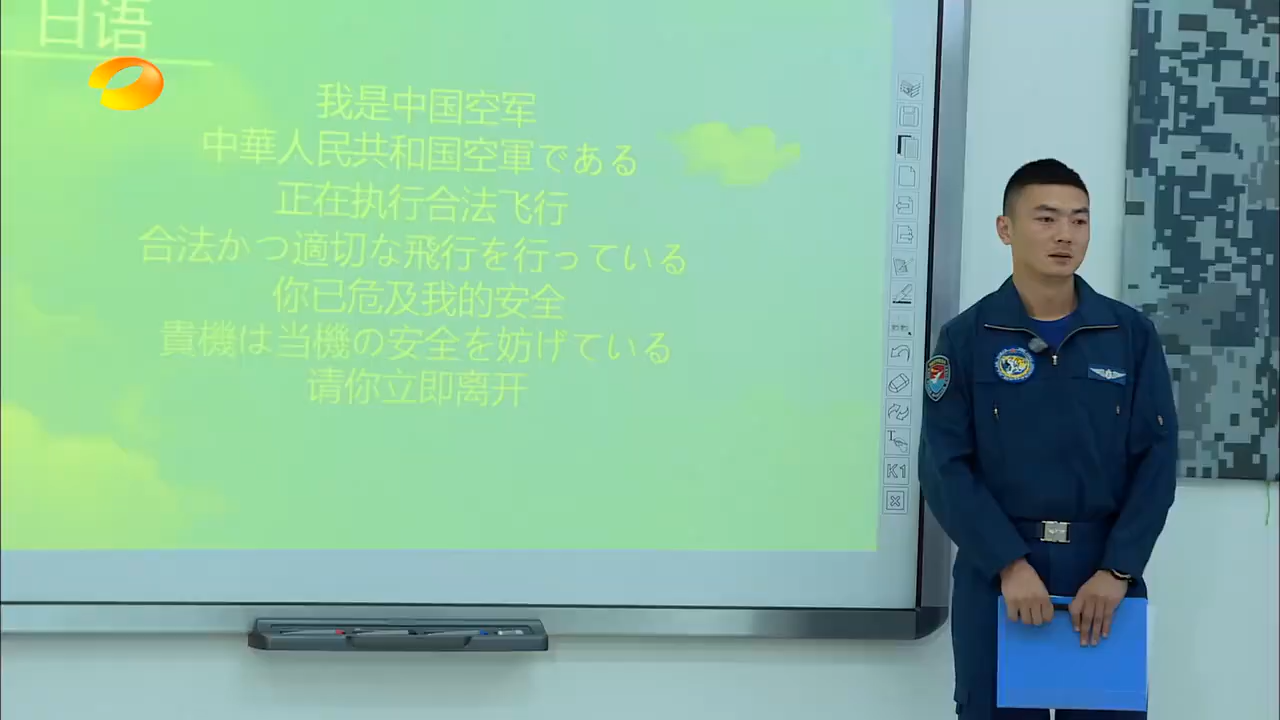 日语
我是中国空军
中華人民共和国空軍である
正在执行合法飞行
合法かつ適切な飛行を行っている
你已危及我的安全
貴機は当機の安全を妨げている
请你立即离开
K1